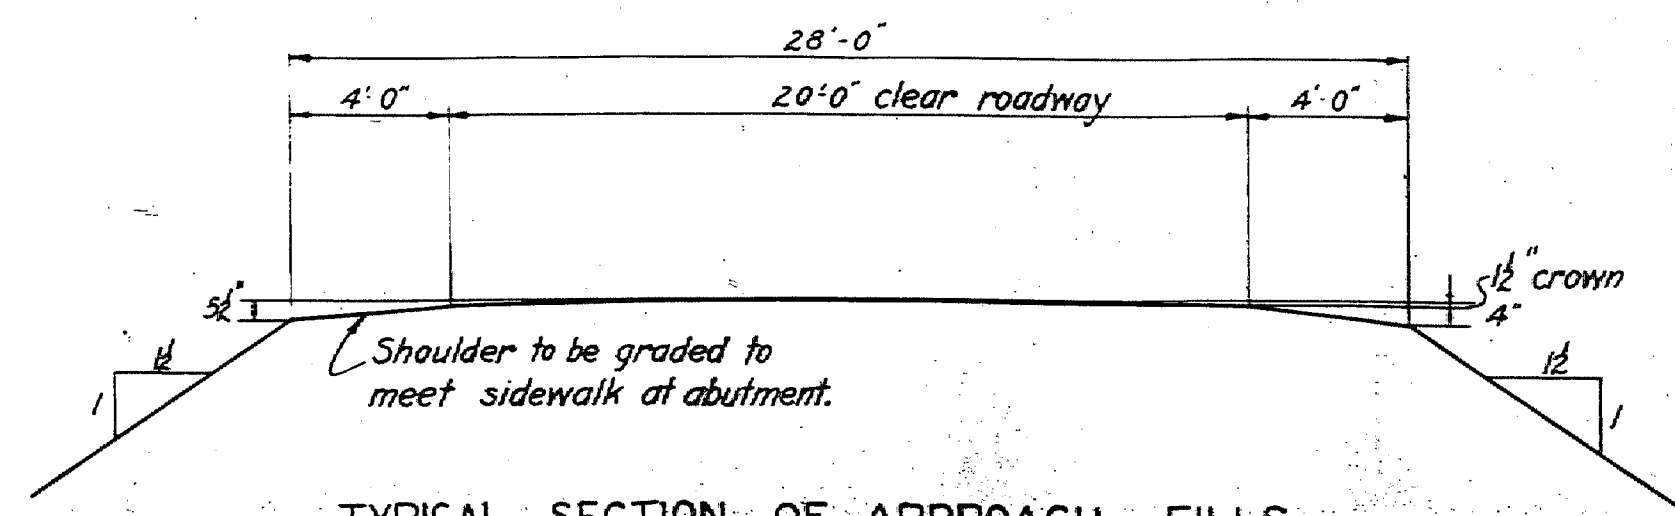 28'-0"
4'-0" 20'-0" clear roadway 4'-0"
5½" 1½" crown
4"
Shoulder to be graded to
meet sidewalk at abutment.
1½ 1½
1 1
TYPICAL SECTION OF APPROACH FILLS